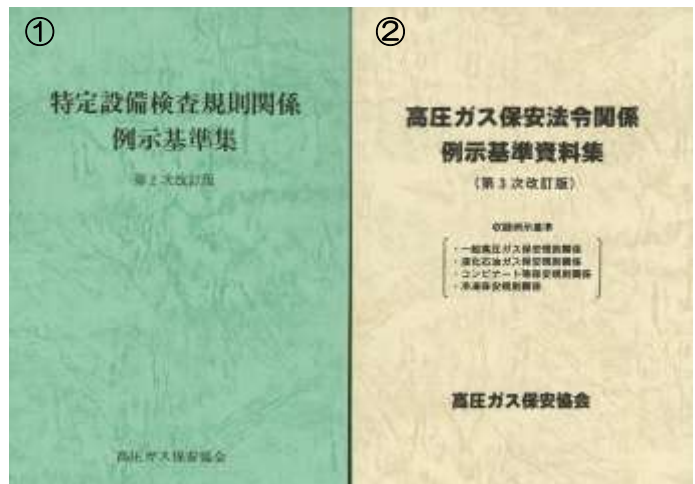 ①
特定設備検査規則関係
例示基準集
第2次改訂版
高圧ガス保安協会
②
高圧ガス保安法令関係
例示基準資料集
(第3次改訂版)
収録例示基準
・一般高圧ガス保安規則関係
・液化石油ガス保安規則関係
・コンビナート等保安規則関係
・冷凍保安規則関係
高圧ガス保安協会